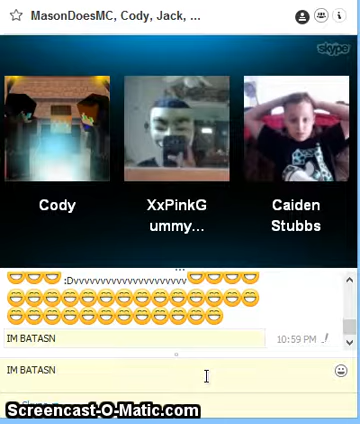 MasonDoesMC, Cody, Jack, ...
skype
Cody
XxPinkG
ummy...
Caiden
Stubbs
:Dvvvvvvvvvvvvvvvvvvvvv
IM BATASN
10:59 PM
IM BATASN
Screencast-O-Matic.com